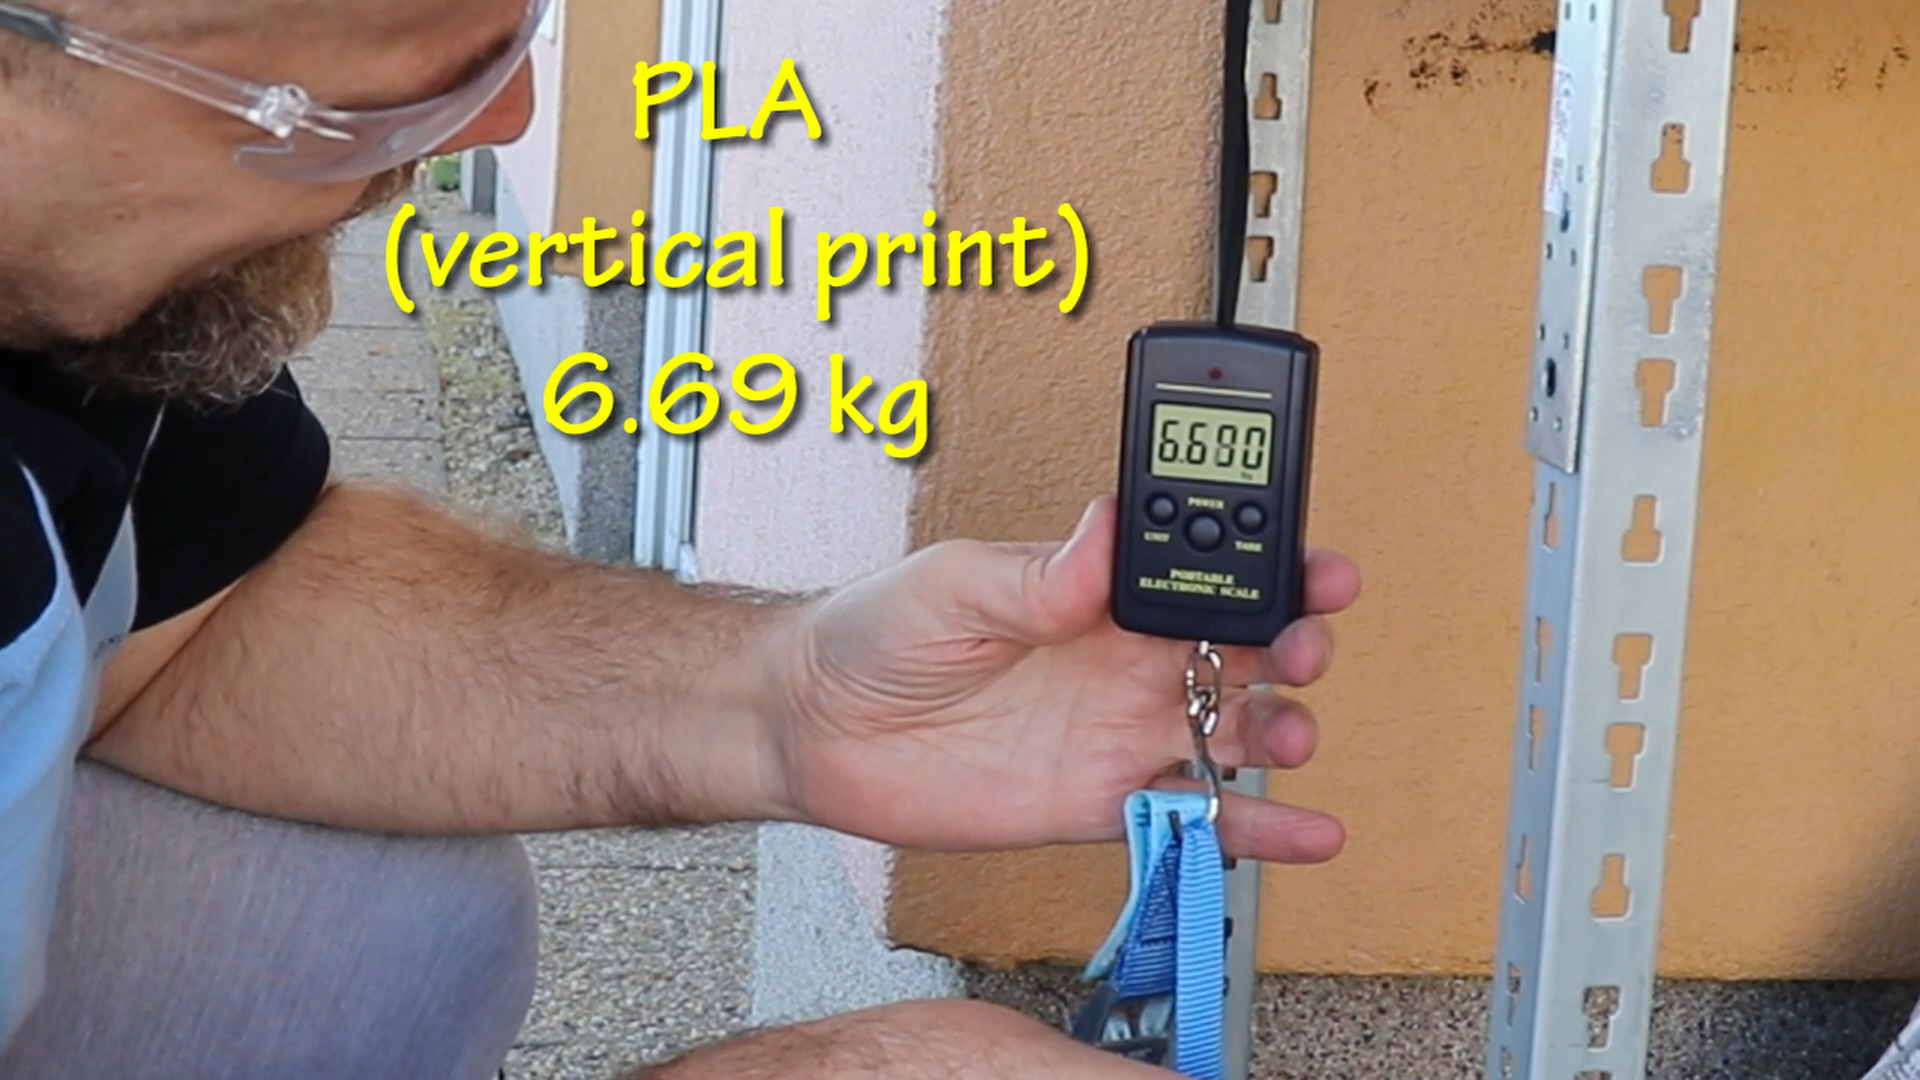 PLA
(vertical print)
6.69 kg
6.690
POWER
UNIT
TARE
PORTABLE
ELECTRONIC SCALE